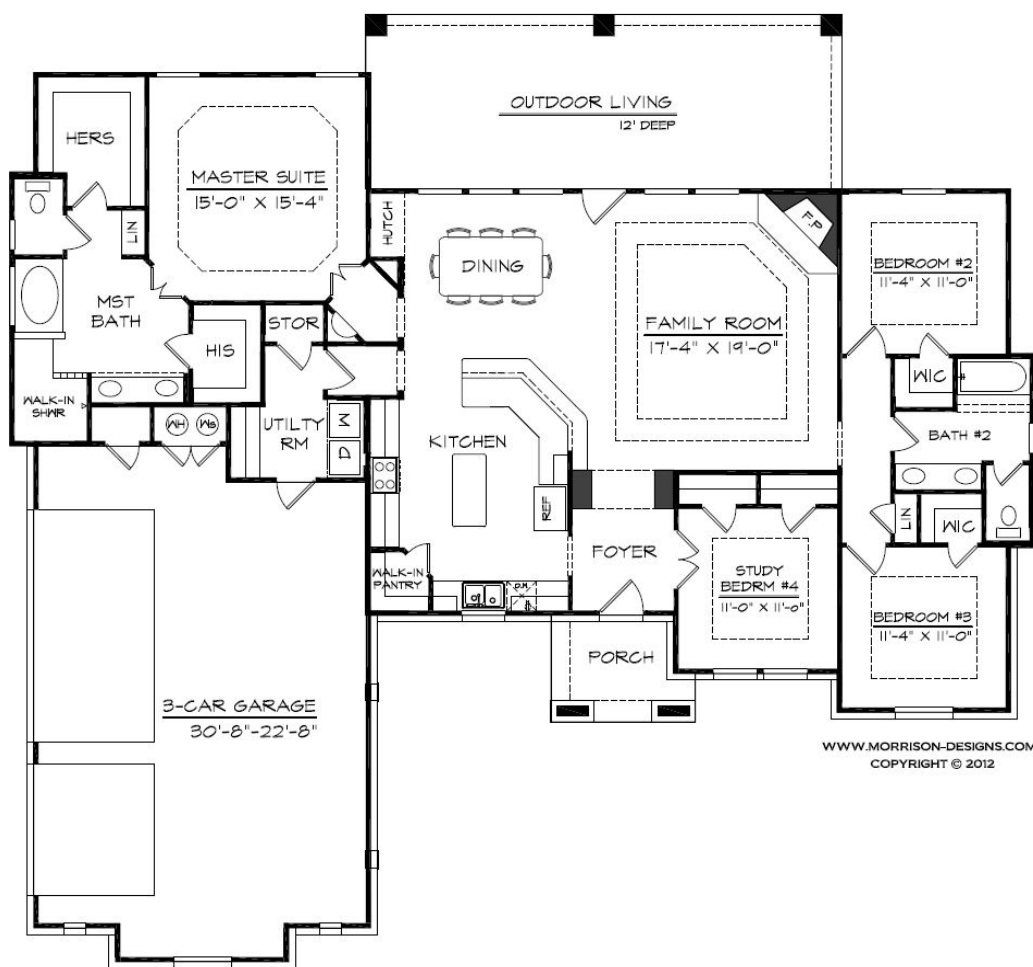 OUTDOOR LIVING
12' DEEP
HERS
MASTER SUITE
15'-0" X 15'-4"
LIN
HUTCH
DINING
F.P
BEDROOM #2
11'-4" X 11'-0"
MST
BATH
STOR
HIS
FAMILY ROOM
17'-4" X 19'-0"
WIC
WALK-IN
SHWR
WH
WS
UTILITY
RM
W
D
KITCHEN
BATH #2
REF
LIN
WIC
FOYER
WALK-IN
PANTRY
D.W.
STUDY
BEDRM #4
11'-0" X 11'-0"
BEDROOM #3
11'-4" X 11'-0"
PORCH
3-CAR GARAGE
30'-8"-22'-8"
WWW.MORRISON-DESIGNS.COM
COPYRIGHT © 2012